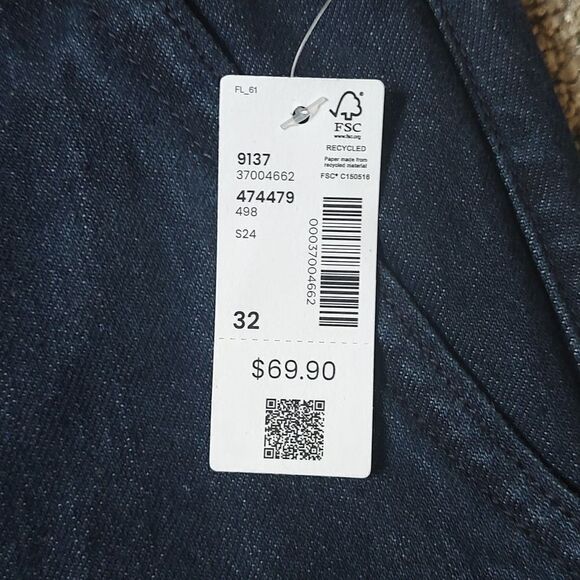 FL_61
FSC
www.fsc.org
RECYCLED
Paper made from
recycled material
FSC® C150516
9137
37004662
474479
498
S24
00037004662
32
$69.90